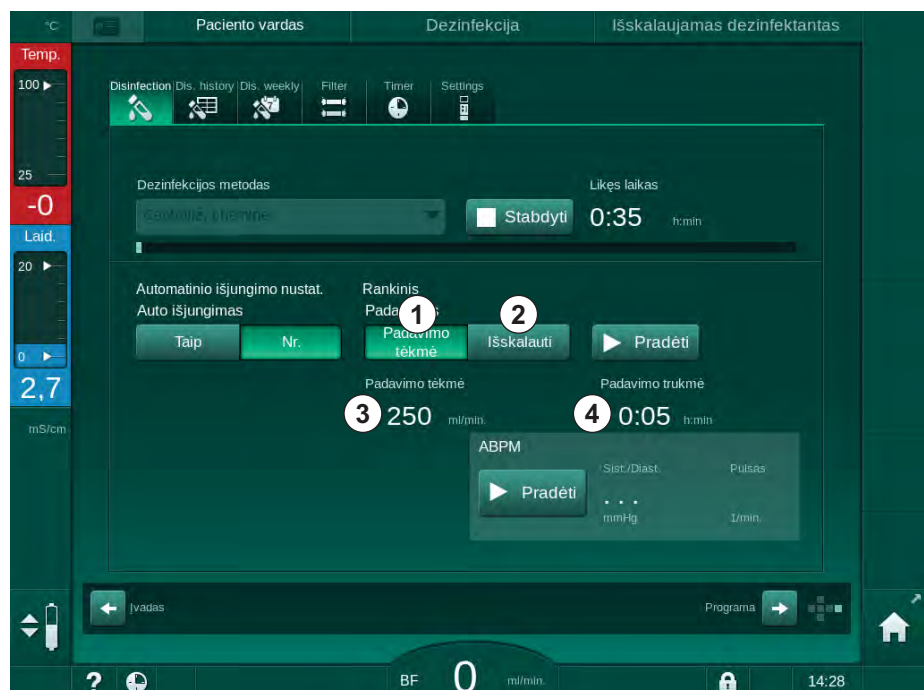 °C Paciento vardas Dezinfekcija Išskalaujamas dezinfektantas
Temp.
100
25
-0
Laid.
20
0
2,7
mS/cm
Disinfection Dis. history Dis. weekly Filter Timer Settings
7
Dezinfekcijos metodas Likęs laikas
Stabdyti 0:35 h:min
Automatinio išjungimo nustat. Rankinis
Auto išjungimas
1 2
Taip Nr. Padavimo tėkmė Išskalauti Pradėti
Padavimo tėkmė Padavimo trukmė
3 250 ml/min. 4 0:05 h:min
ABPM
Sist./Diast. Pulsas
Pradėti . . .
mmHg 1/min.
Įvadas Programa
? BF 0 ml/min. 14:28